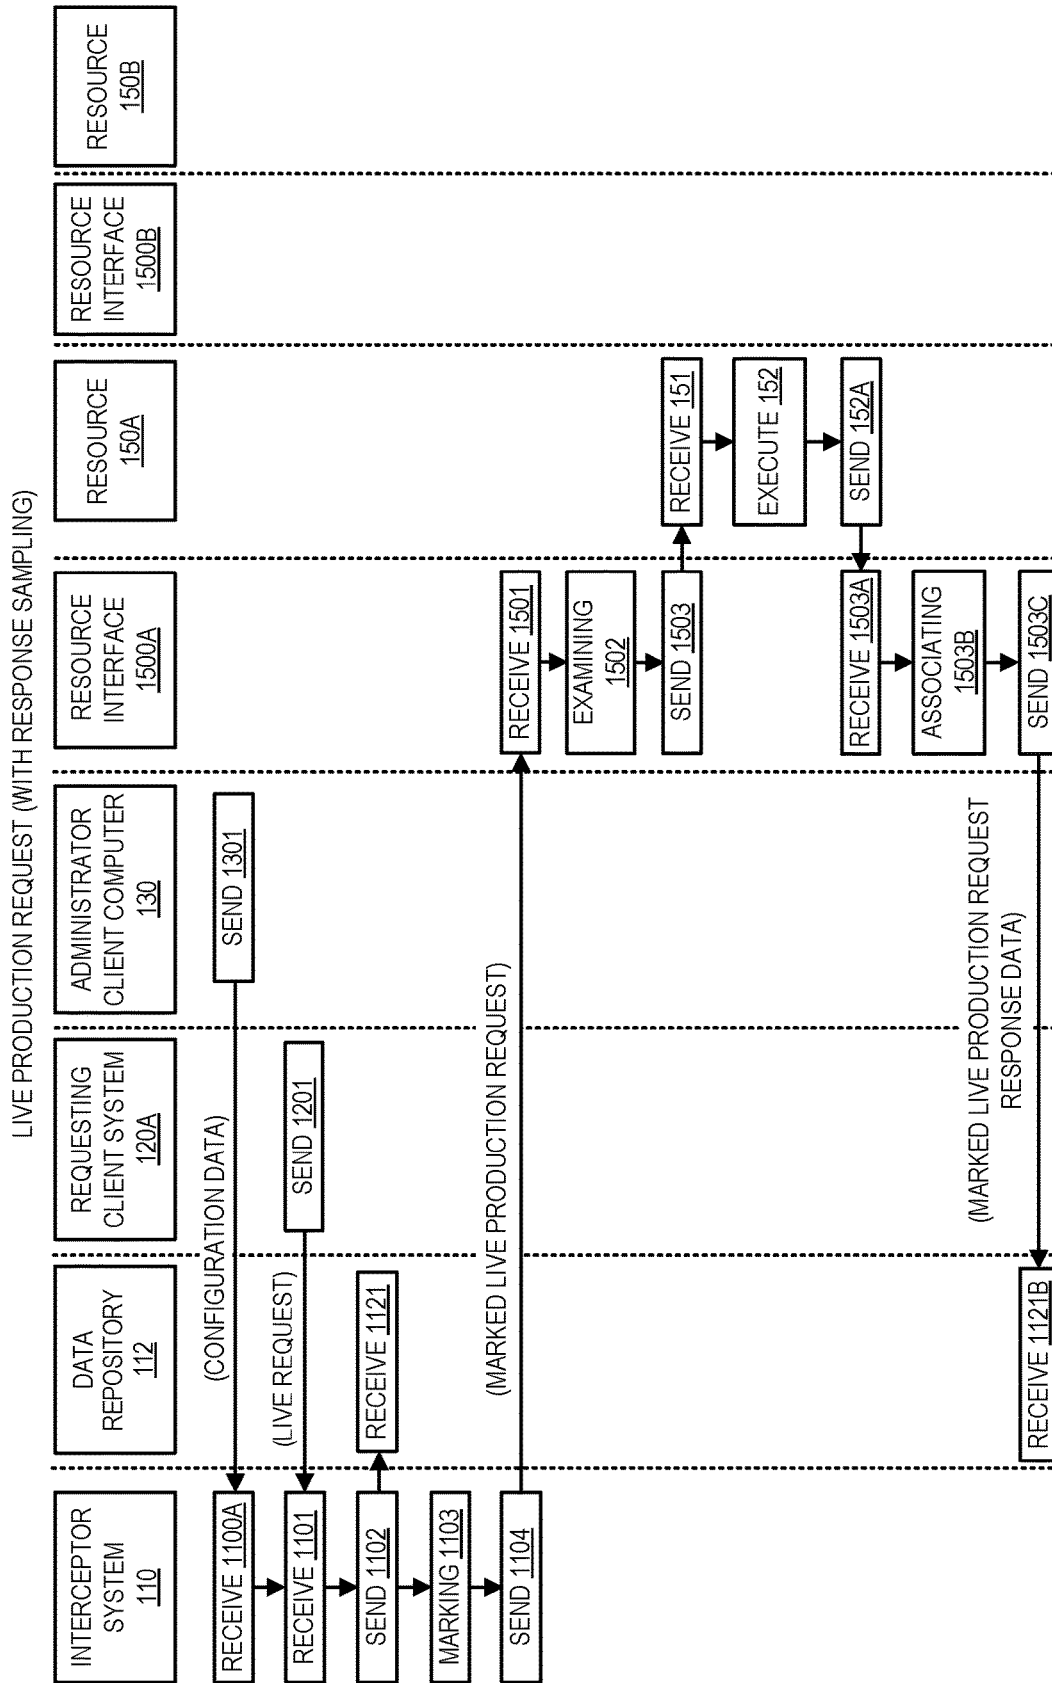 LIVE PRODUCTION REQUEST (WITH RESPONSE SAMPLING)
INTERCEPTOR
SYSTEM
110
DATA
REPOSITORY
112
REQUESTING
CLIENT SYSTEM
120A
ADMINISTRATOR
CLIENT COMPUTER
130
RESOURCE
INTERFACE
1500A
RESOURCE
150A
RESOURCE
INTERFACE
1500B
RESOURCE
150B
RECEIVE 1100A
(CONFIGURATION DATA)
SEND 1301
RECEIVE 1101
(LIVE REQUEST)
SEND 1201
SEND 1102
RECEIVE 1121
MARKING 1103
SEND 1104
(MARKED LIVE PRODUCTION REQUEST)
RECEIVE 1501
EXAMINING
1502
SEND 1503
RECEIVE 151
EXECUTE 152
SEND 152A
RECEIVE 1503A
ASSOCIATING
1503B
SEND 1503C
(MARKED LIVE PRODUCTION REQUEST
RESPONSE DATA)
RECEIVE 1121B